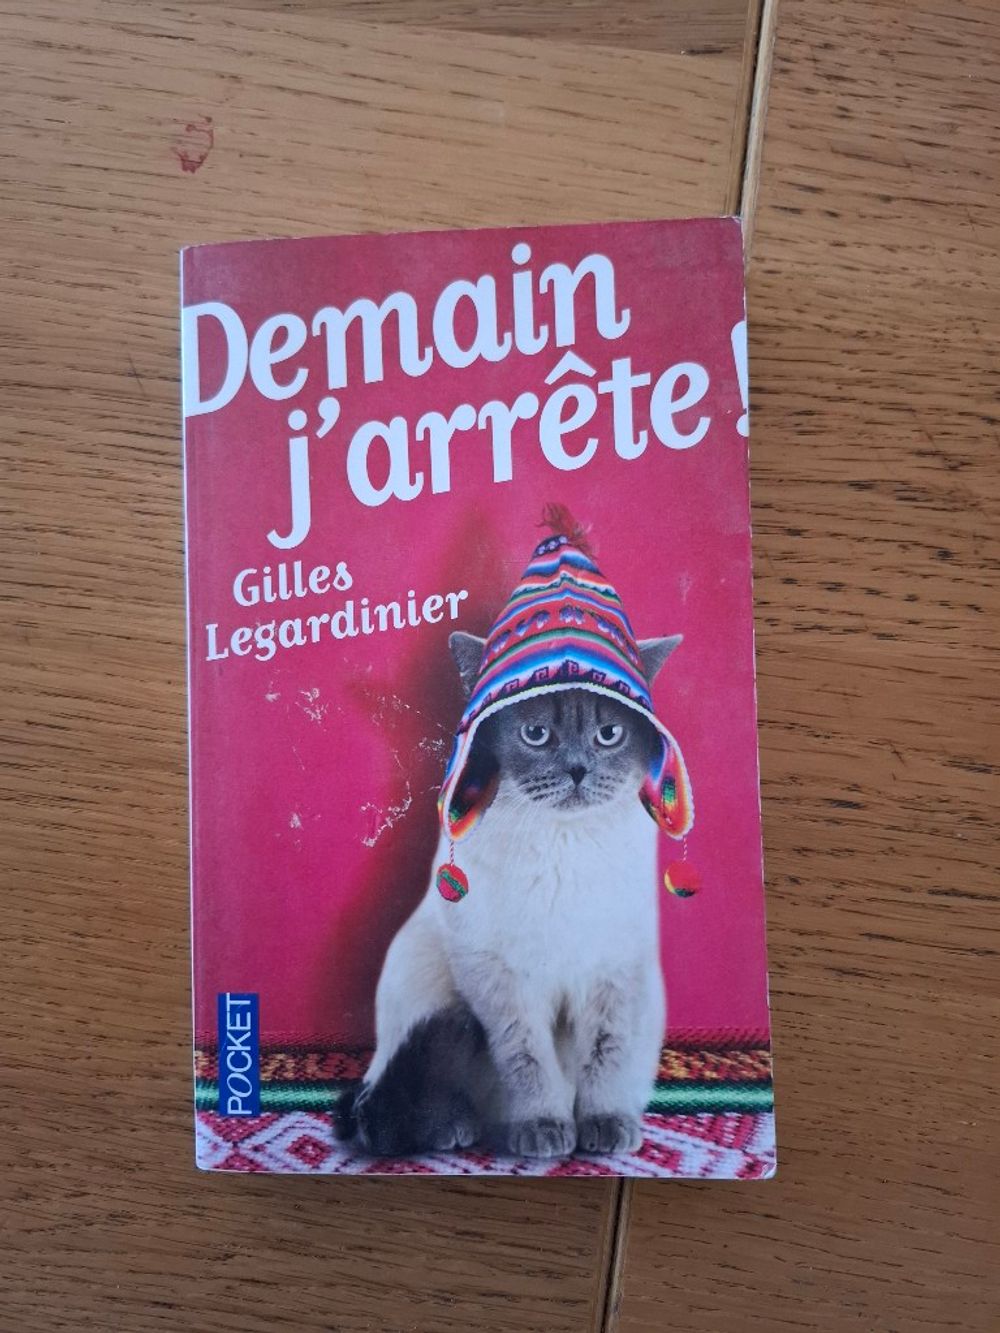 Demain
j'arrête !
Gilles
Legardinier
POCKET